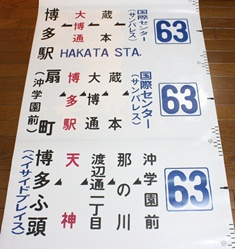 国際センター
(サンパレス)
63
蔵本
大博通
博多駅
HAKATA STA.
国際センター
(サンパレス)
63
蔵本
大博通
博多駅
扇町
(沖学園前)
63
沖学園前
那の川
渡辺通一丁目
天神
博多ふ頭
(ベイサイドプレイス)